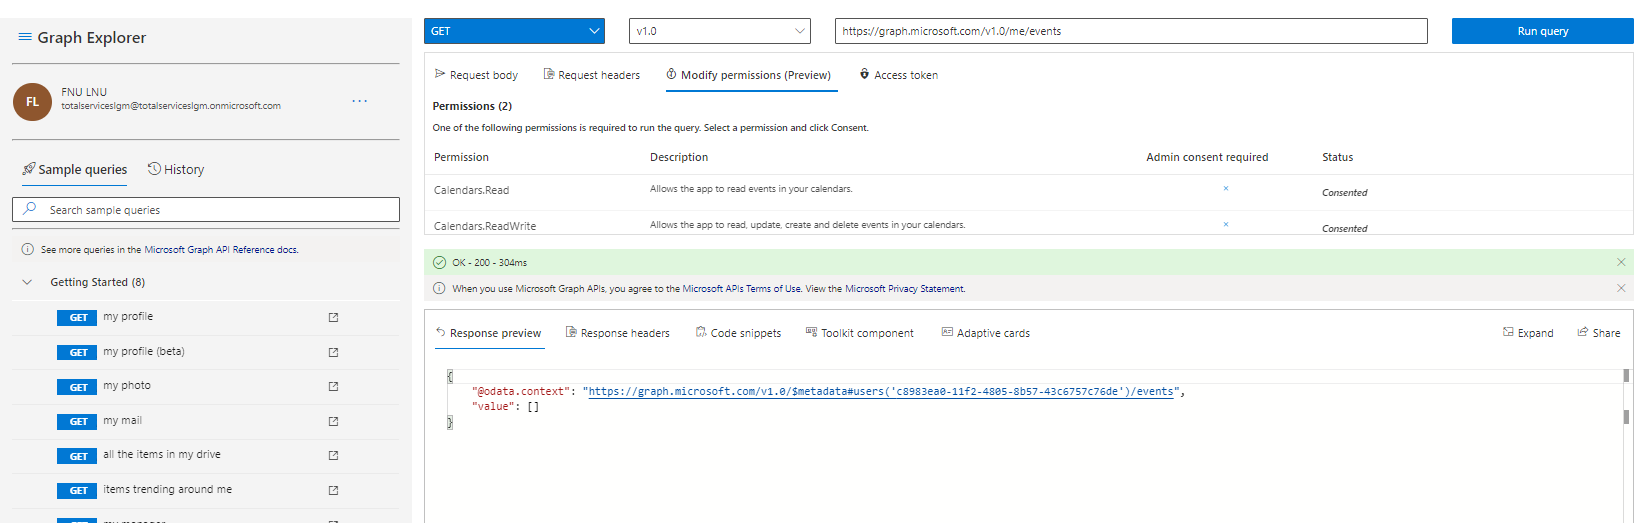 Graph Explorer
FL
FNU LNU
totalserviceslgm@totalserviceslgm.onmicrosoft.com
...
Sample queries
History
Search sample queries
See more queries in the Microsoft Graph API Reference docs.
Getting Started (8)
GET my profile
GET my profile (beta)
GET my photo
GET my mail
GET all the items in my drive
GET items trending around me
GET my manager
GET
v1.0
https://graph.microsoft.com/v1.0/me/events
Run query
Request body
Request headers
Modify permissions (Preview)
Access token
Permissions (2)
One of the following permissions is required to run the query. Select a permission and click Consent.
Permission Description Admin consent required Status
Calendars.Read Allows the app to read events in your calendars. × Consented
Calendars.ReadWrite Allows the app to read, update, create and delete events in your calendars. × Consented
OK - 200 - 304ms
When you use Microsoft Graph APIs, you agree to the Microsoft APIs Terms of Use. View the Microsoft Privacy Statement.
Response preview
Response headers
Code snippets
Toolkit component
Adaptive cards
Expand
Share
{
"@odata.context": "https://graph.microsoft.com/v1.0/$metadata#users('c8983ea0-11f2-4805-8b57-43c6757c76de')/events",
"value": []
}